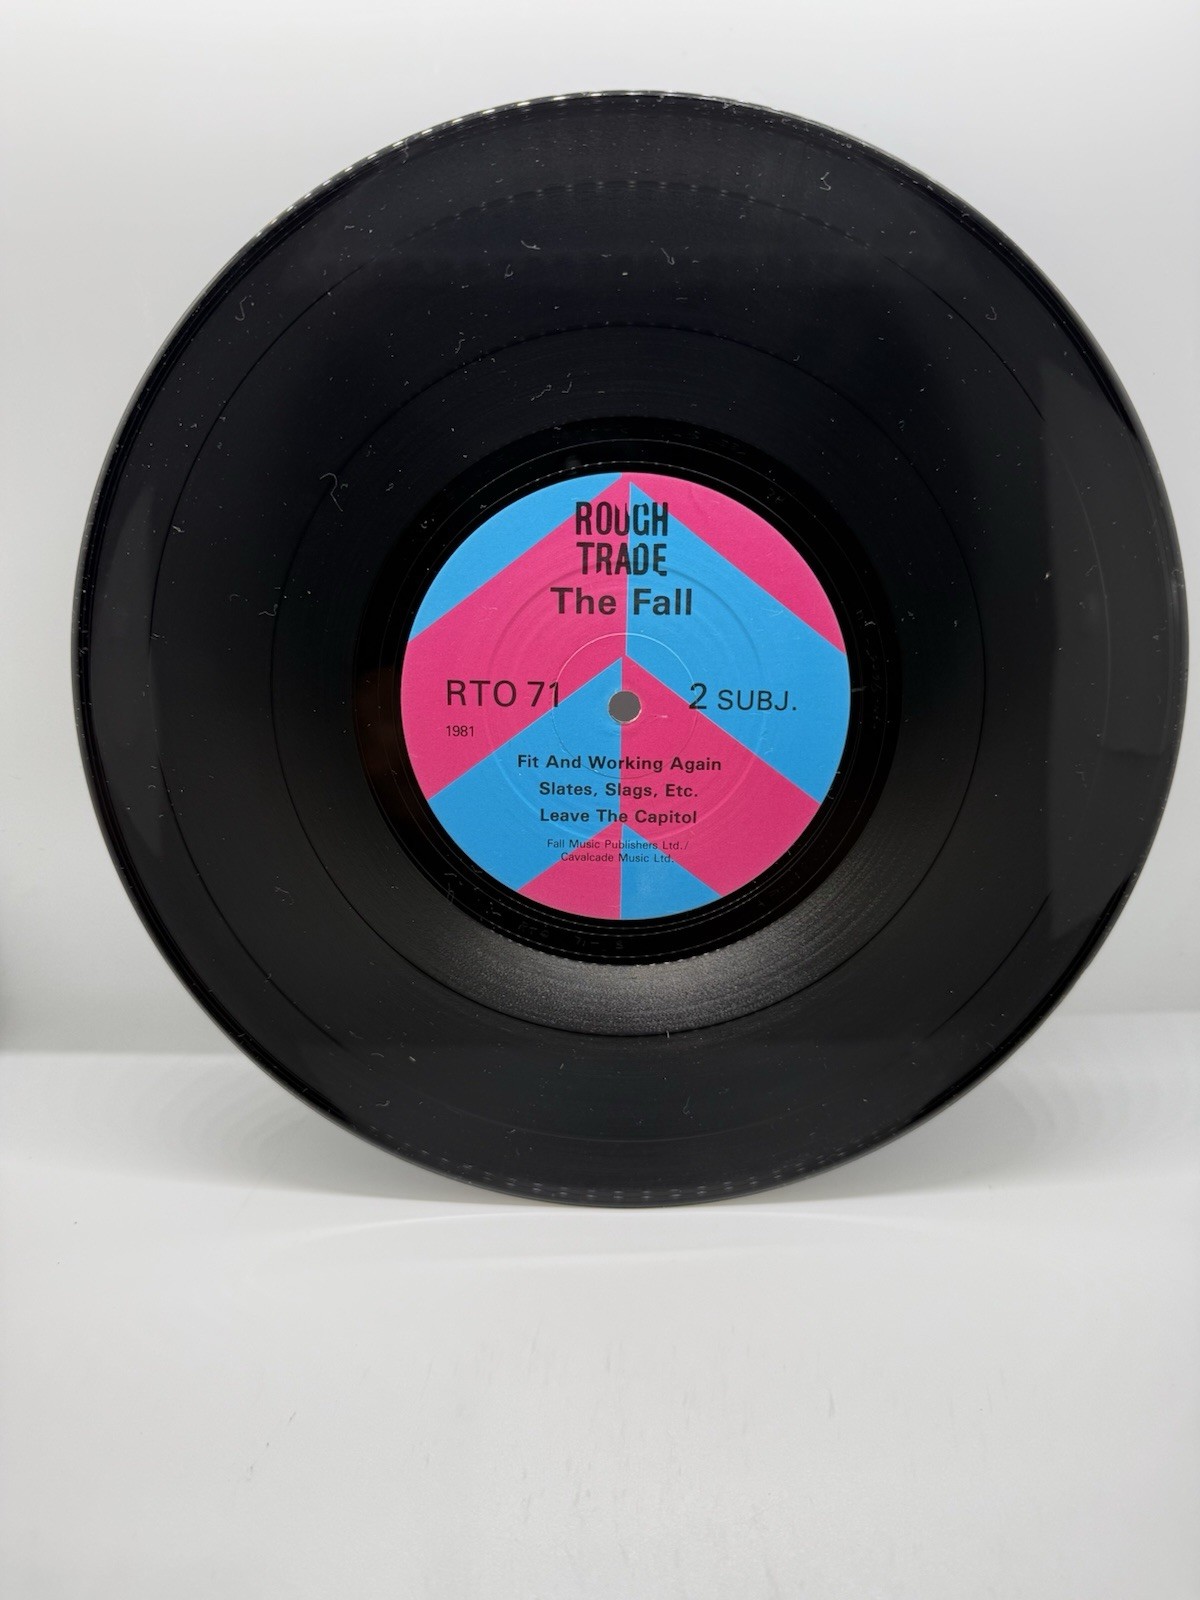 ROUGH
TRADE
The Fall
RTO 71
2 SUBJ.
1981
Fit And Working Again
Slates, Slags, Etc.
Leave The Capitol
Fall Music Publishers Ltd./
Cavalcade Music Ltd.